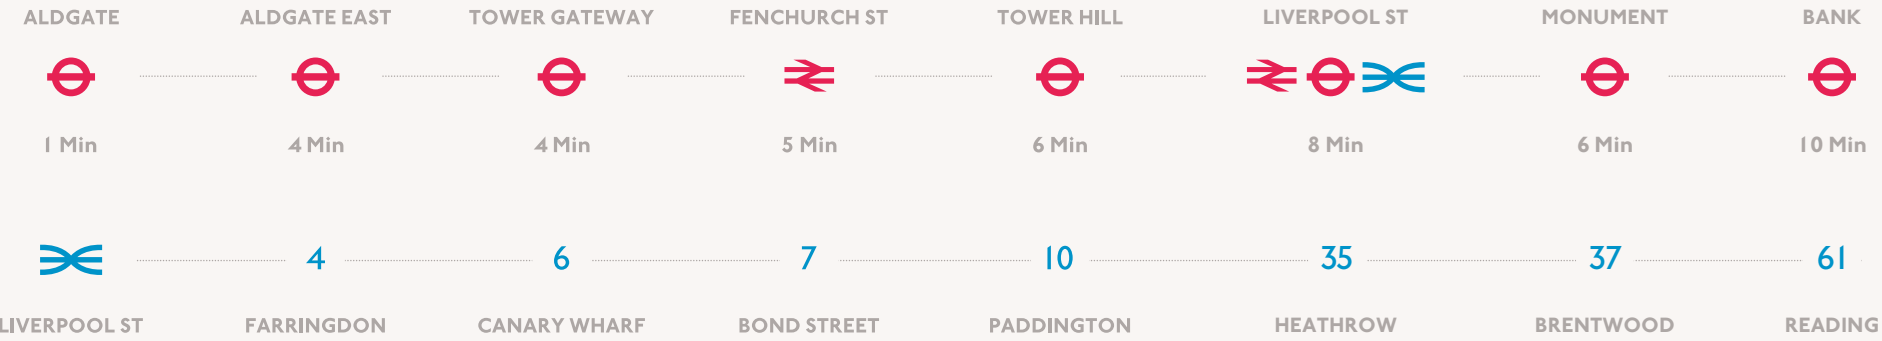 ALDGATE ALDGATE EAST TOWER GATEWAY FENCHURCH ST TOWER HILL LIVERPOOL ST MONUMENT BANK
1 Min 4 Min 4 Min 5 Min 6 Min 8 Min 6 Min 10 Min
4 6 7 10 35 37 61
LIVERPOOL ST FARRINGDON CANARY WHARF BOND STREET PADDINGTON HEATHROW BRENTWOOD READING